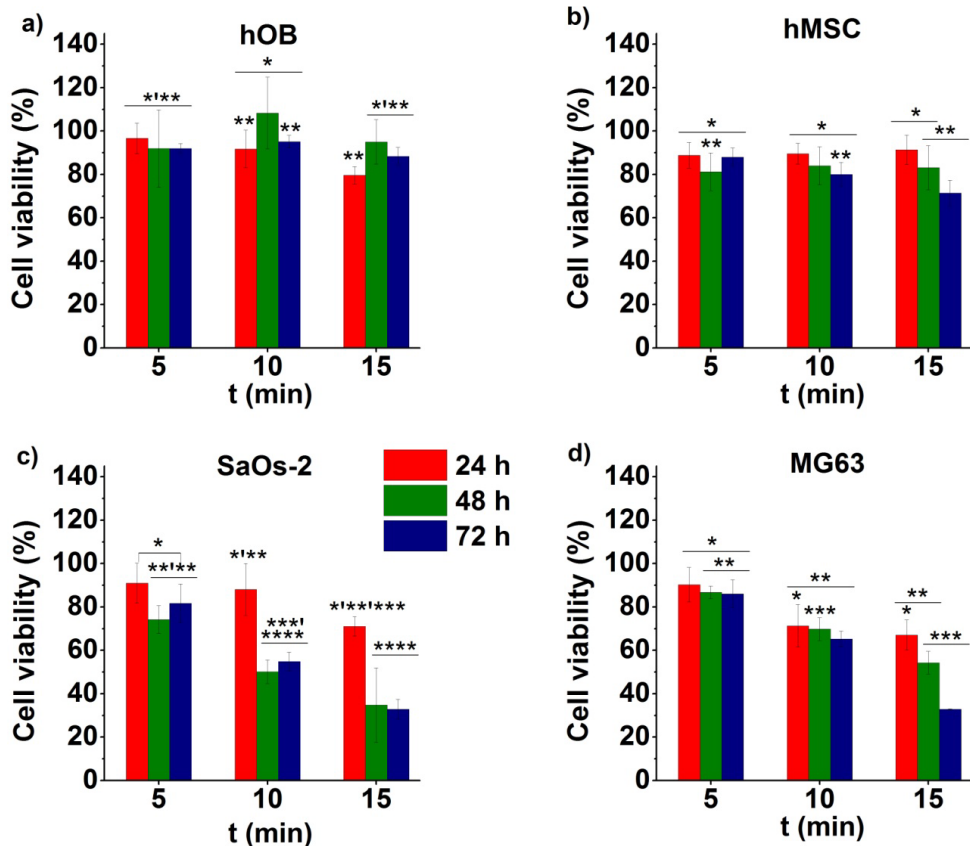 a)
hOB
Cell viability (%)
140
120
100
80
60
40
20
0
*'**
*
** **
**
*'**
5 10 15
t (min)
b)
hMSC
Cell viability (%)
140
120
100
80
60
40
20
0
*
**
*
**
*
**
5 10 15
t (min)
c)
SaOs-2
Cell viability (%)
140
120
100
80
60
40
20
0
*
**'**
*'**
***'
****
*'**'***
****
5 10 15
t (min)
24 h
48 h
72 h
d)
MG63
Cell viability (%)
140
120
100
80
60
40
20
0
*
**
**
* ***
**
*
***
5 10 15
t (min)